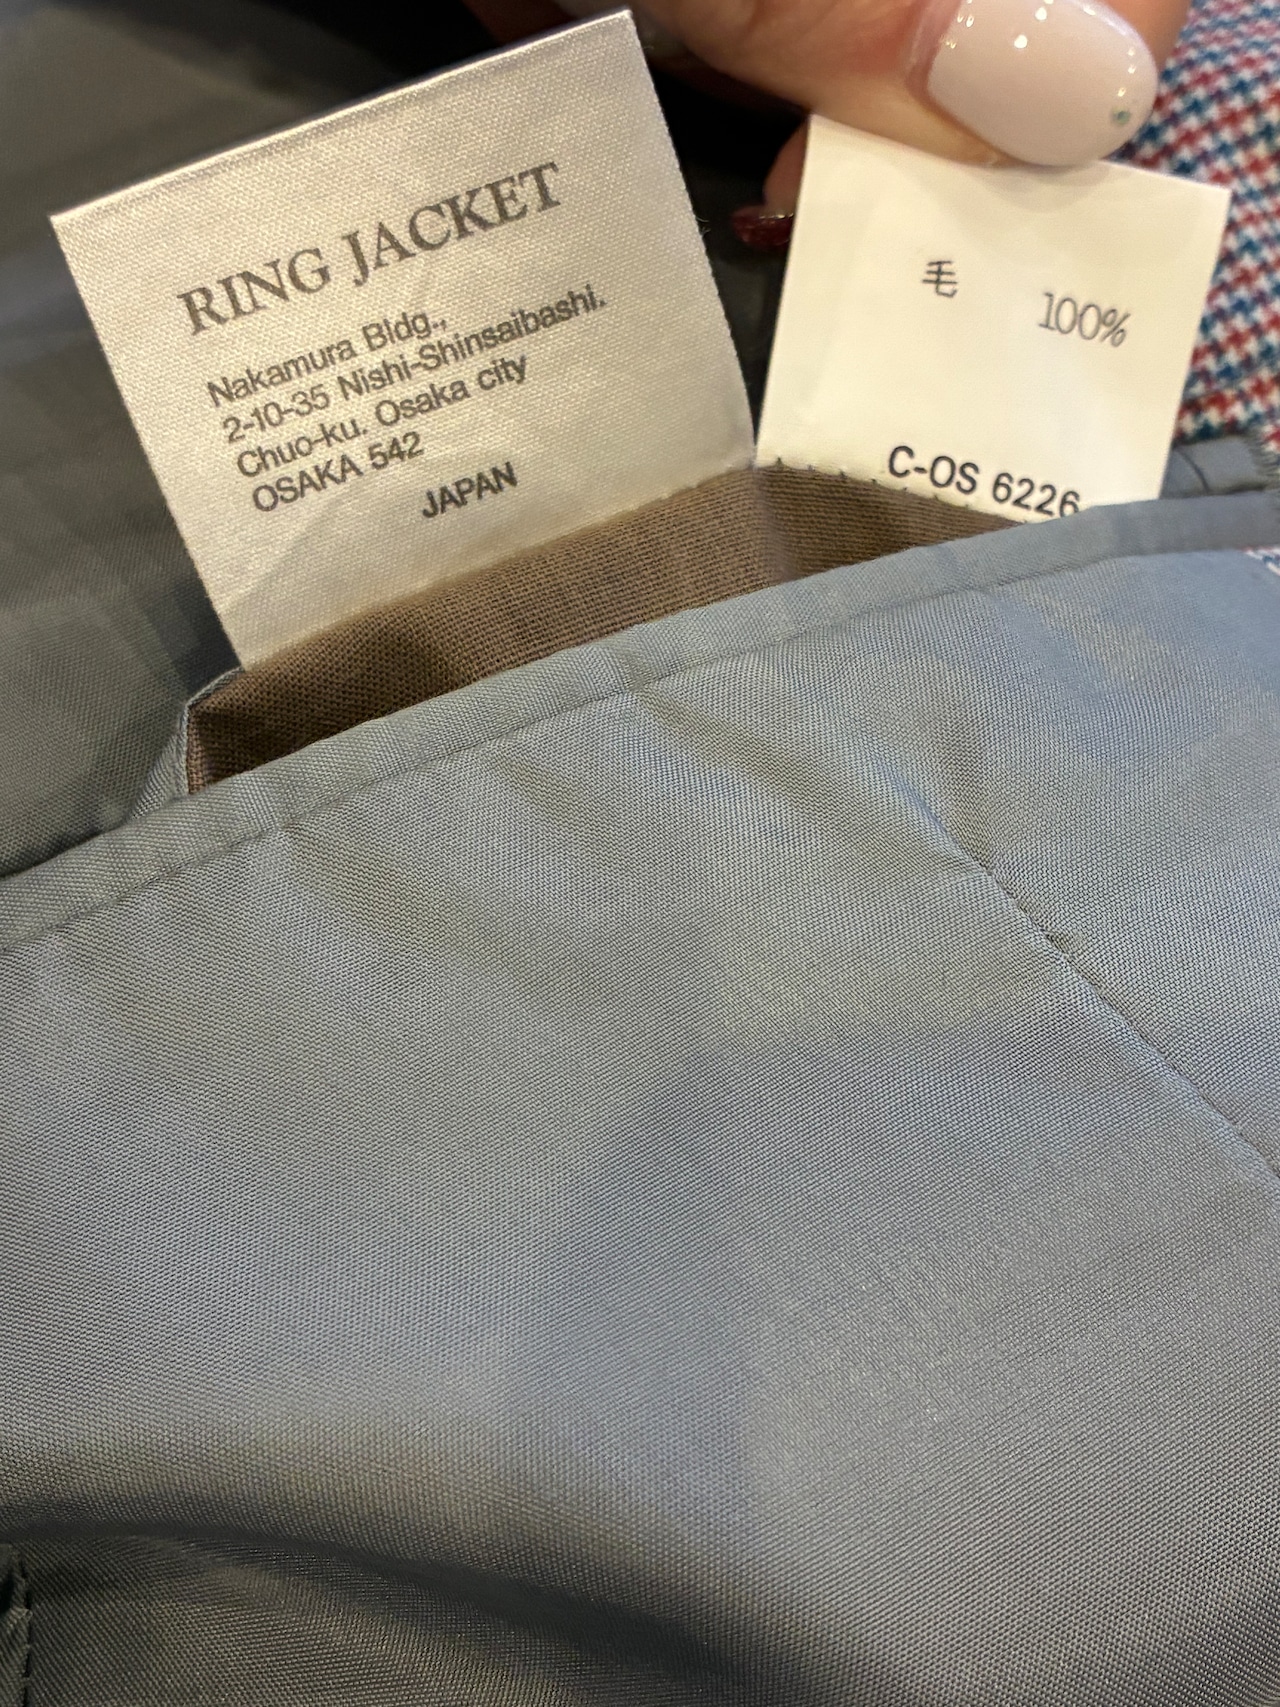 RING JACKET
Nakamura Bldg.,
2-10-35 Nishi-Shinsaibashi.
Chuo-ku. Osaka city
OSAKA 542
JAPAN
毛 100%
C-OS 6226